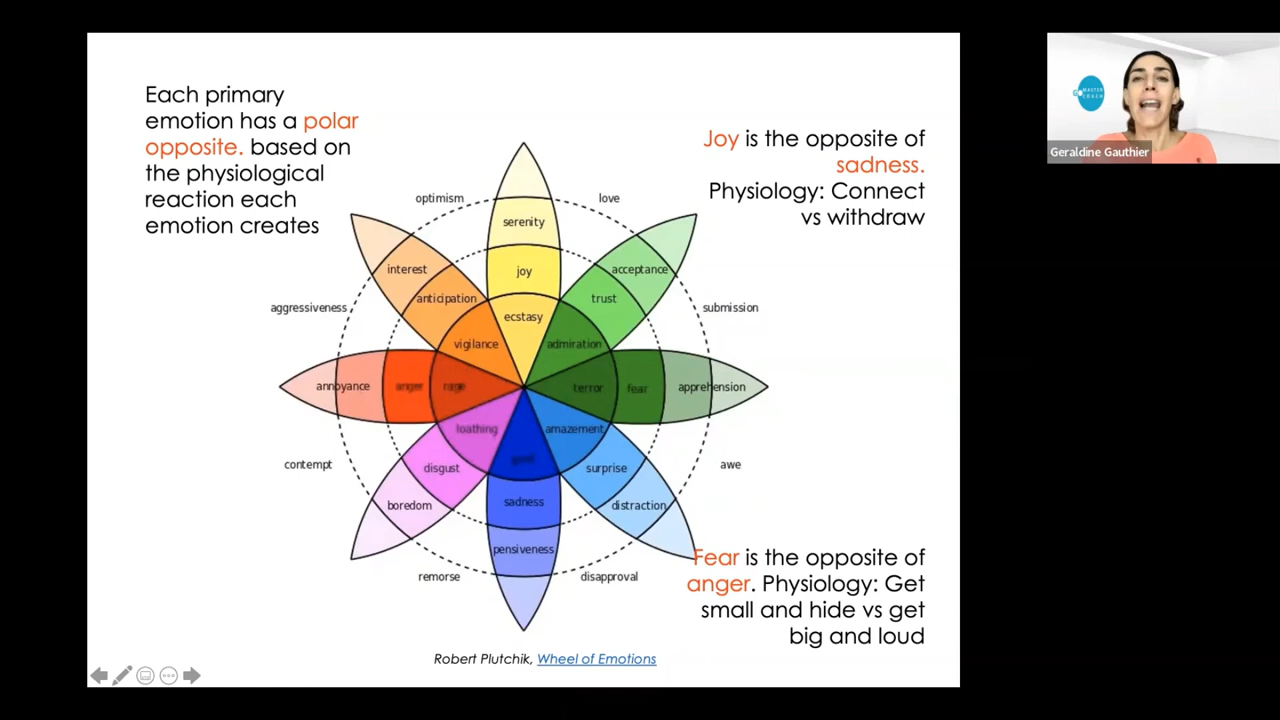 Each primary
emotion has a polar
opposite. based on
the physiological
reaction each
emotion creates
Joy is the opposite of
sadness.
Physiology: Connect
vs withdraw
MASTER
COACH
Geraldine Gauthier
optimism
love
serenity
interest
acceptance
joy
anticipation
trust
aggressiveness
submission
ecstasy
vigilance
admiration
annoyance
anger
rage
terror
fear
apprehension
loathing
amazement
contempt
disgust
surprise
awe
boredom
sadness
distraction
pensiveness
remorse
disapproval
Fear is the opposite of
anger. Physiology: Get
small and hide vs get
big and loud
Robert Plutchik, Wheel of Emotions